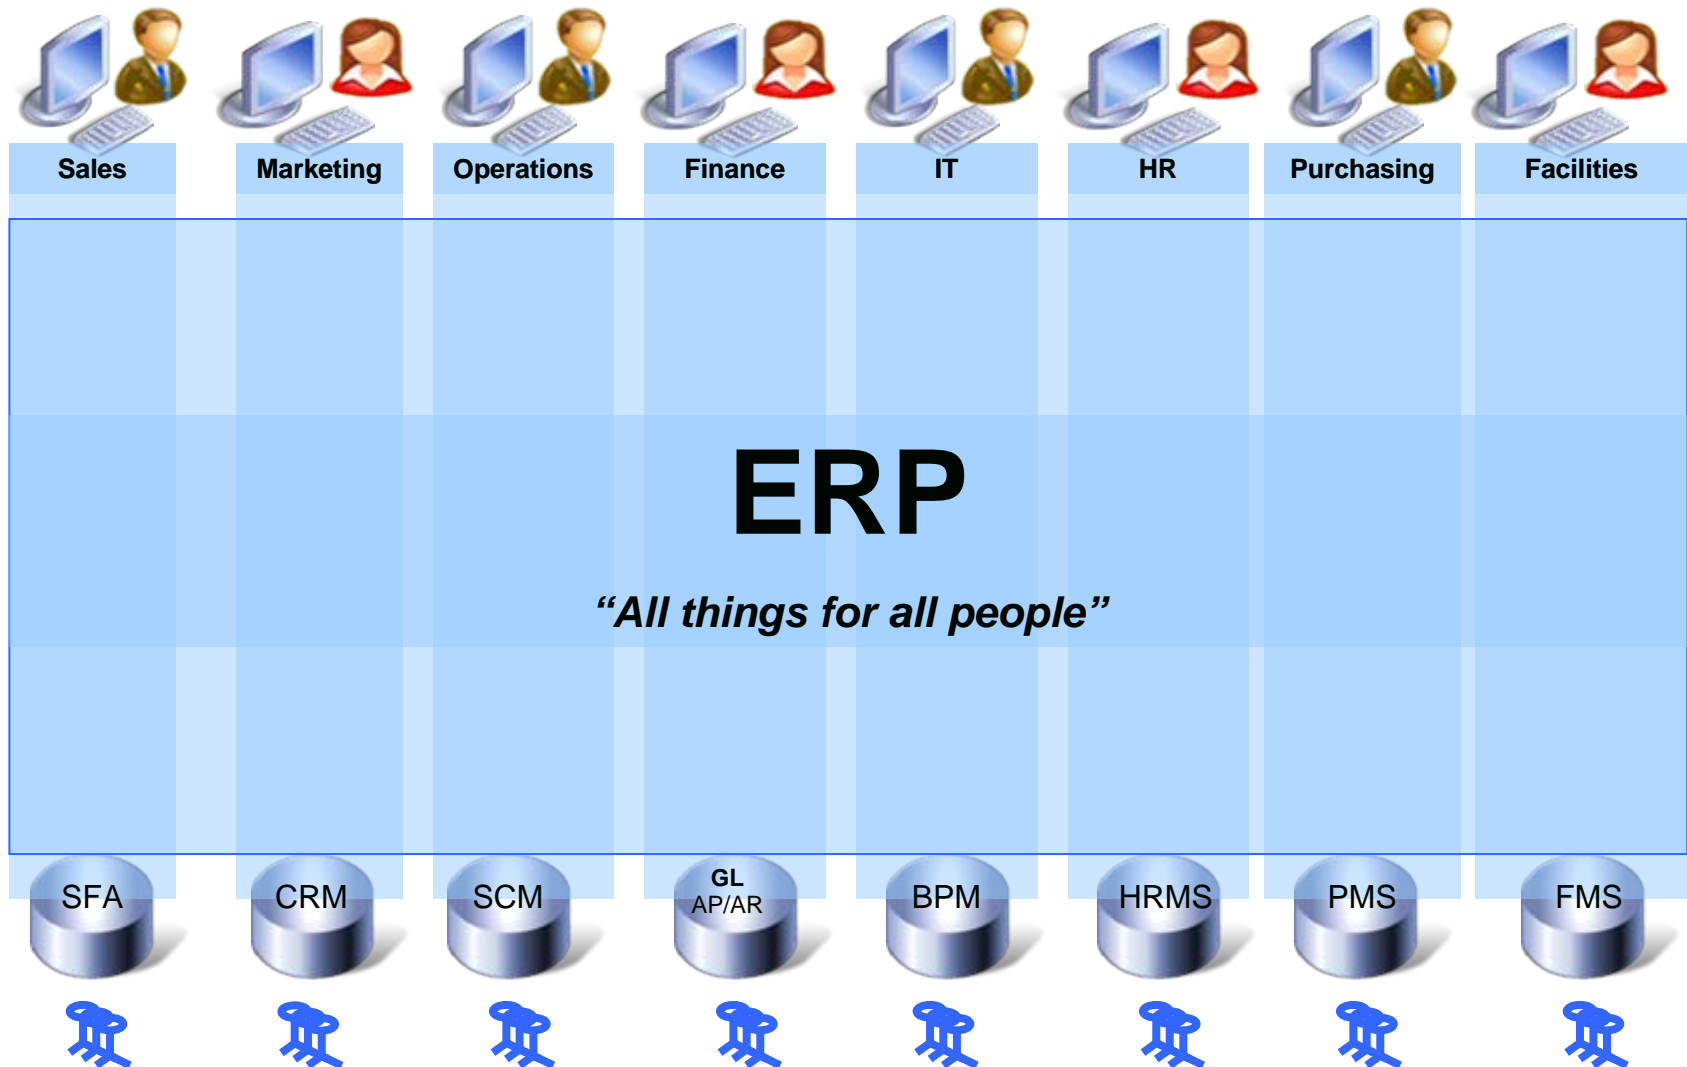 Sales
Marketing
Operations
Finance
IT
HR
Purchasing
Facilities
ERP
“All things for all people”
SFA
CRM
SCM
GL
AP/AR
BPM
HRMS
PMS
FMS